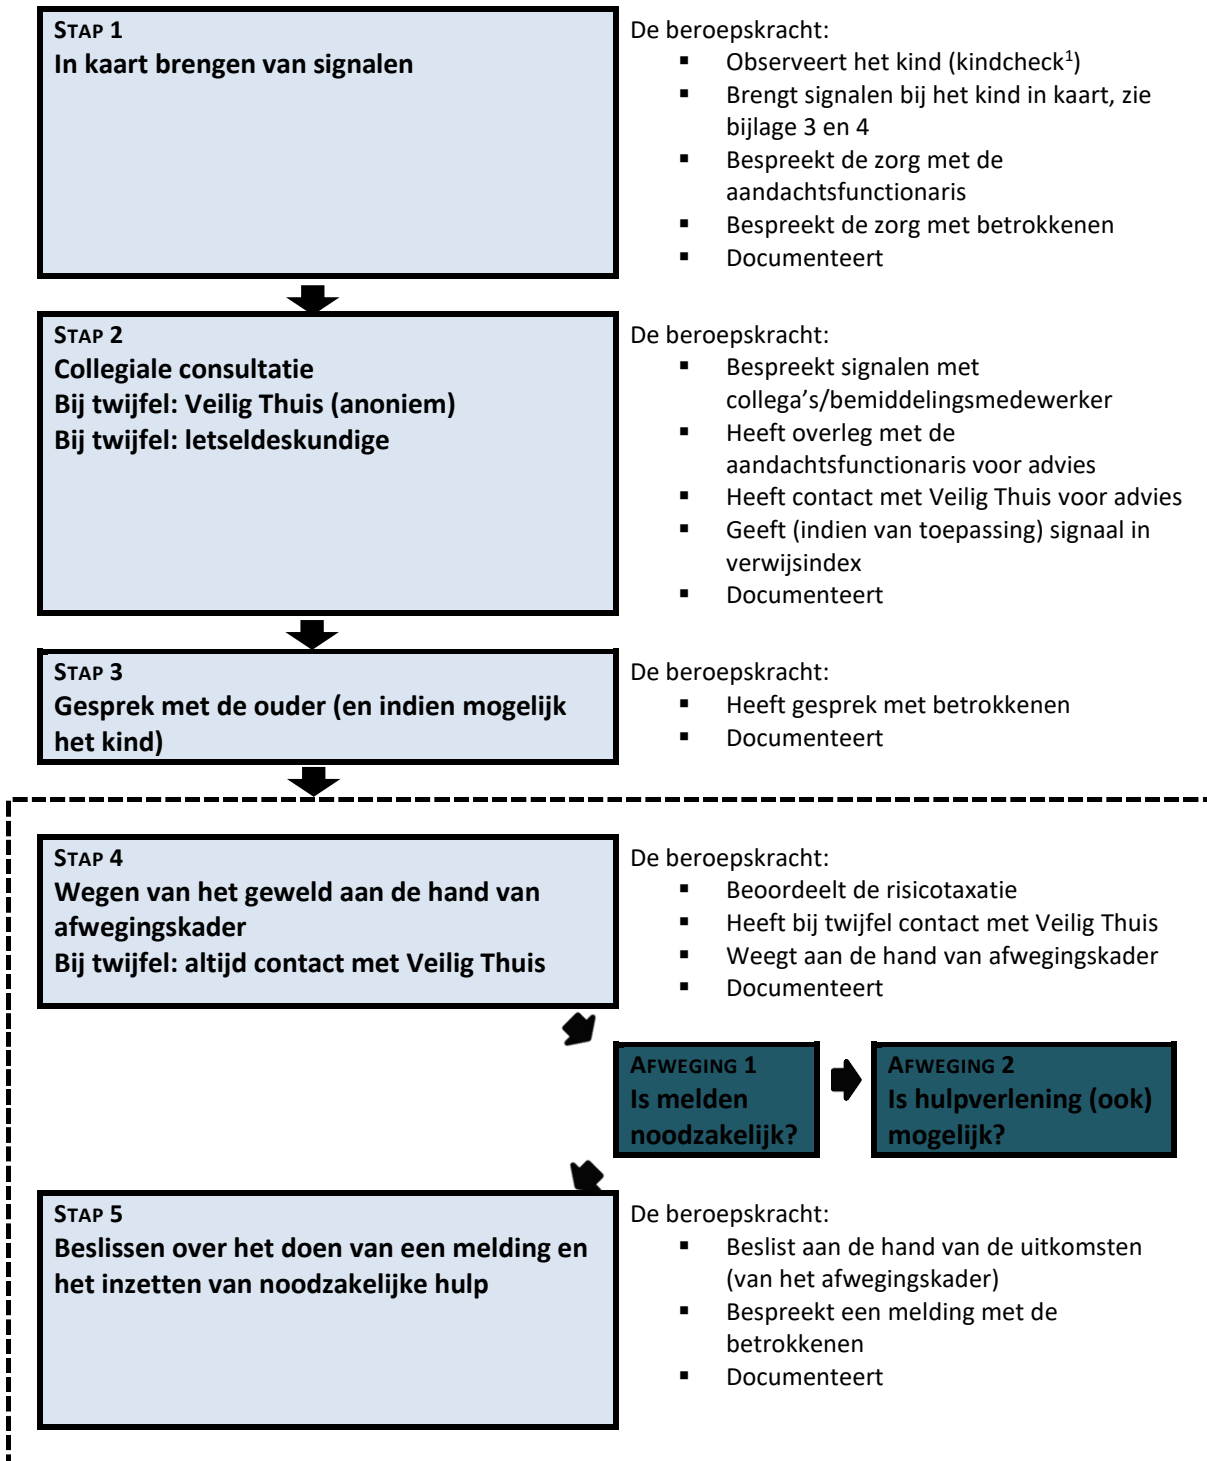 STAP 1
In kaart brengen van signalen
De beroepskracht:
▪ Observeert het kind (kindcheck¹)
▪ Brengt signalen bij het kind in kaart, zie
bijlage 3 en 4
▪ Bespreekt de zorg met de
aandachtsfunctionaris
▪ Bespreekt de zorg met betrokkenen
▪ Documenteert
STAP 2
Collegiale consultatie
Bij twijfel: Veilig Thuis (anoniem)
Bij twijfel: letseldeskundige
De beroepskracht:
▪ Bespreekt signalen met
collega’s/bemiddelingsmedewerker
▪ Heeft overleg met de
aandachtsfunctionaris voor advies
▪ Heeft contact met Veilig Thuis voor advies
▪ Geeft (indien van toepassing) signaal in
verwijsindex
▪ Documenteert
STAP 3
Gesprek met de ouder (en indien mogelijk
het kind)
De beroepskracht:
▪ Heeft gesprek met betrokkenen
▪ Documenteert
STAP 4
Wegen van het geweld aan de hand van
afwegingskader
Bij twijfel: altijd contact met Veilig Thuis
De beroepskracht:
▪ Beoordeelt de risicotaxatie
▪ Heeft bij twijfel contact met Veilig Thuis
▪ Weegt aan de hand van afwegingskader
▪ Documenteert
AFWEGING 1
Is melden
noodzakelijk?
AFWEGING 2
Is hulpverlening (ook)
mogelijk?
STAP 5
Beslissen over het doen van een melding en
het inzetten van noodzakelijke hulp
De beroepskracht:
▪ Beslist aan de hand van de uitkomsten
(van het afwegingskader)
▪ Bespreekt een melding met de
betrokkenen
▪ Documenteert